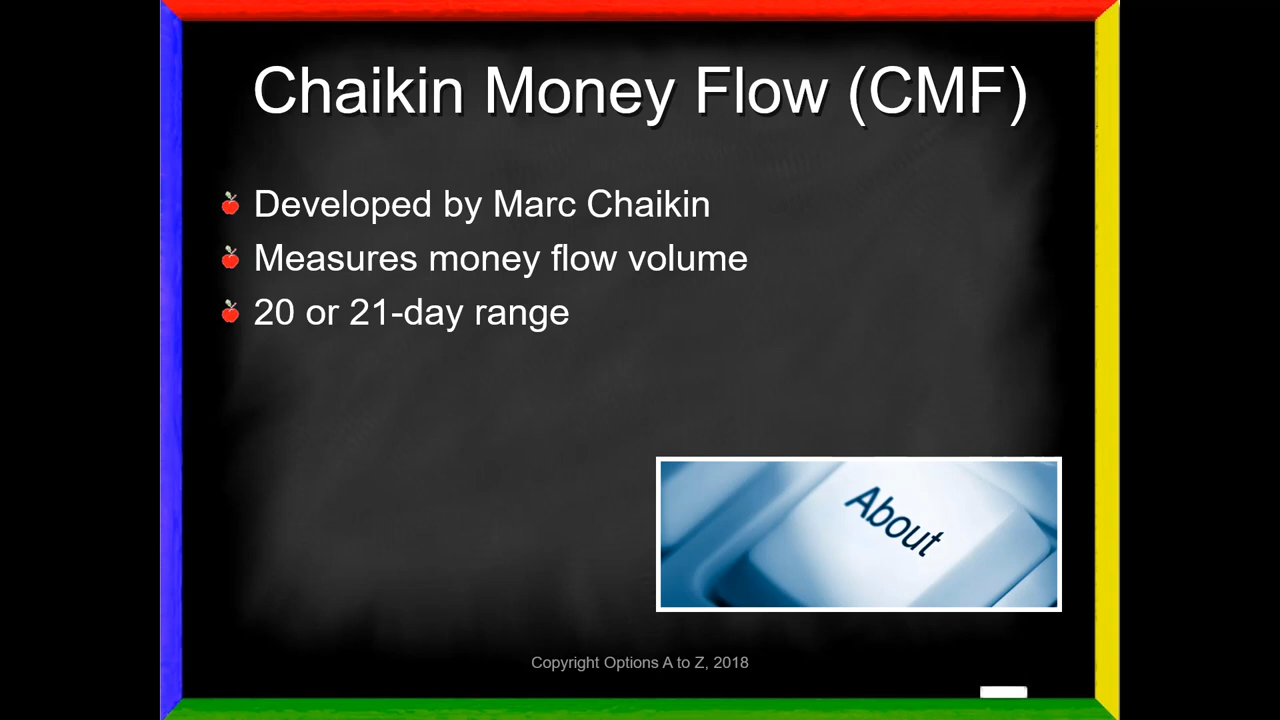 Chaikin Money Flow (CMF)
Developed by Marc Chaikin
Measures money flow volume
20 or 21-day range
About
Copyright Options A to Z, 2018